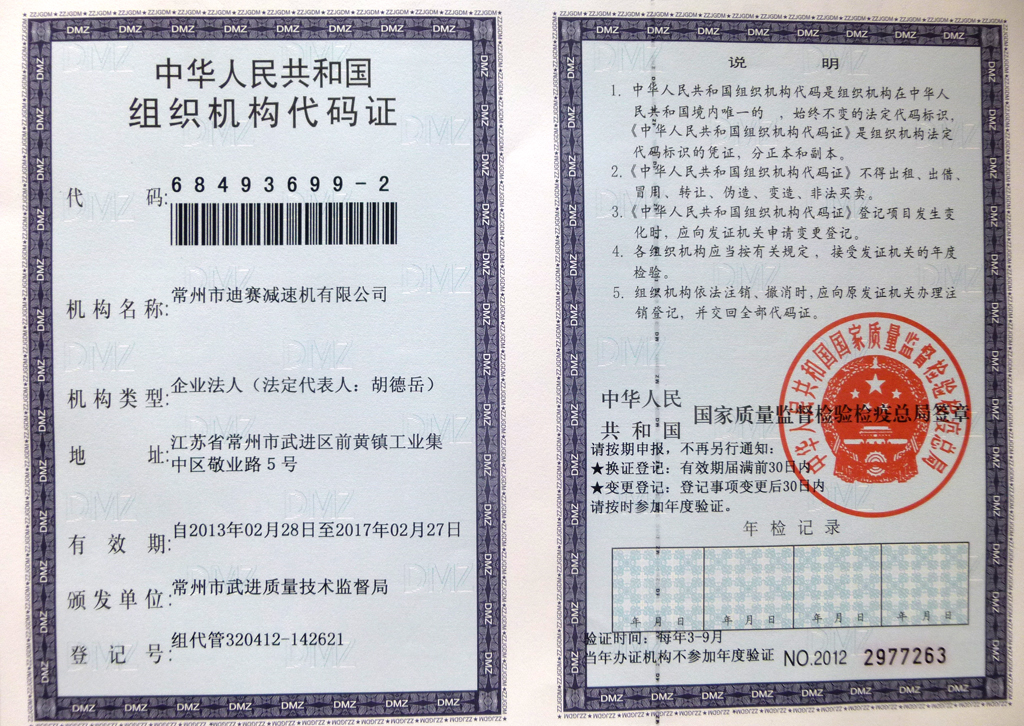 中华人民共和国
组织机构代码证
代 码:
68493699-2
机构名称:
常州市迪赛减速机有限公司
机构类型:
企业法人（法定代表人：胡德岳）
地 址:
江苏省常州市武进区前黄镇工业集
中区敬业路5号
有 效 期:
自2013年02月28日至2017年02月27日
颁发单位:
常州市武进质量技术监督局
登 记 号:
组代管320412-142621
说 明
1. 中华人民共和国组织机构代码是组织机构在中华人
民共和国境内唯一的 ，始终不变的法定代码标识，
《中华人民共和国组织机构代码证》是组织机构法定
代码标识的凭证，分正本和副本。
2.《中华人民共和国组织机构代码证》不得出租、出借、
冒用、转让、伪造、变造、非法买卖。
3.《中华人民共和国组织机构代码证》登记项目发生变
化时，应向发证机关申请变更登记。
4. 各组织机构应当按有关规定，接受发证机关的年度
检验。
5. 组织机构依法注销、撤消时,应向原发证机关办理注
销登记，并交回全部代码证。
中华人民
共和国
国家质量监督检验检疫总局签章
中华人民共和国国家质量监督检验检疫总局
请按期申报，不再另行通知：
★换证登记：有效期届满前30日内
★变更登记：登记事项变更后30日内
请按时参加年度验证。
年检记录
年 月 日 年 月 日 年 月 日 年 月 日
验证时间：每年3-9月
当年办证机构不参加年度验证
NO.2012 2977263